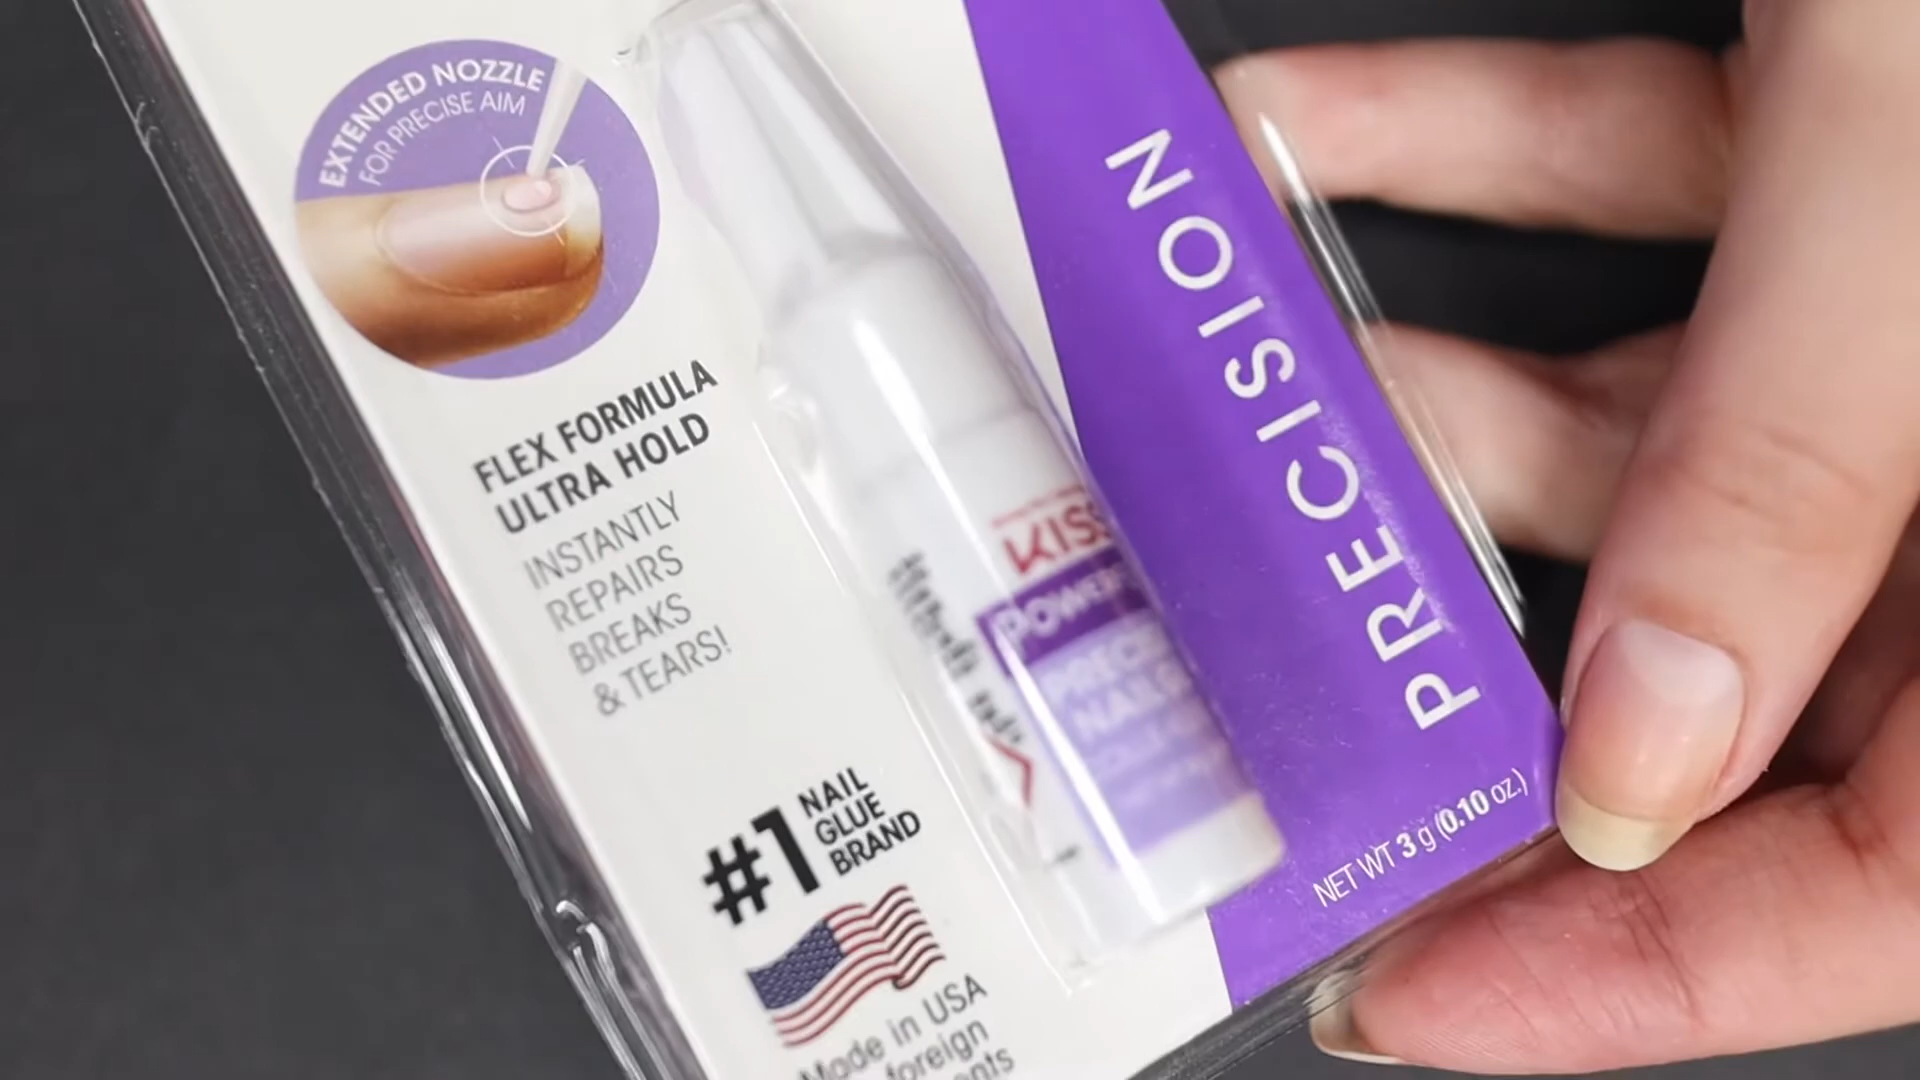 EXTENDED NOZZLE
FOR PRECISE AIM
FLEX FORMULA
ULTRA HOLD
INSTANTLY
REPAIRS
BREAKS
& TEARS!
#1 NAIL
GLUE
BRAND
Made in USA
foreign
KISS
PRECISION
NET WT 3 g (0.10 oz.)